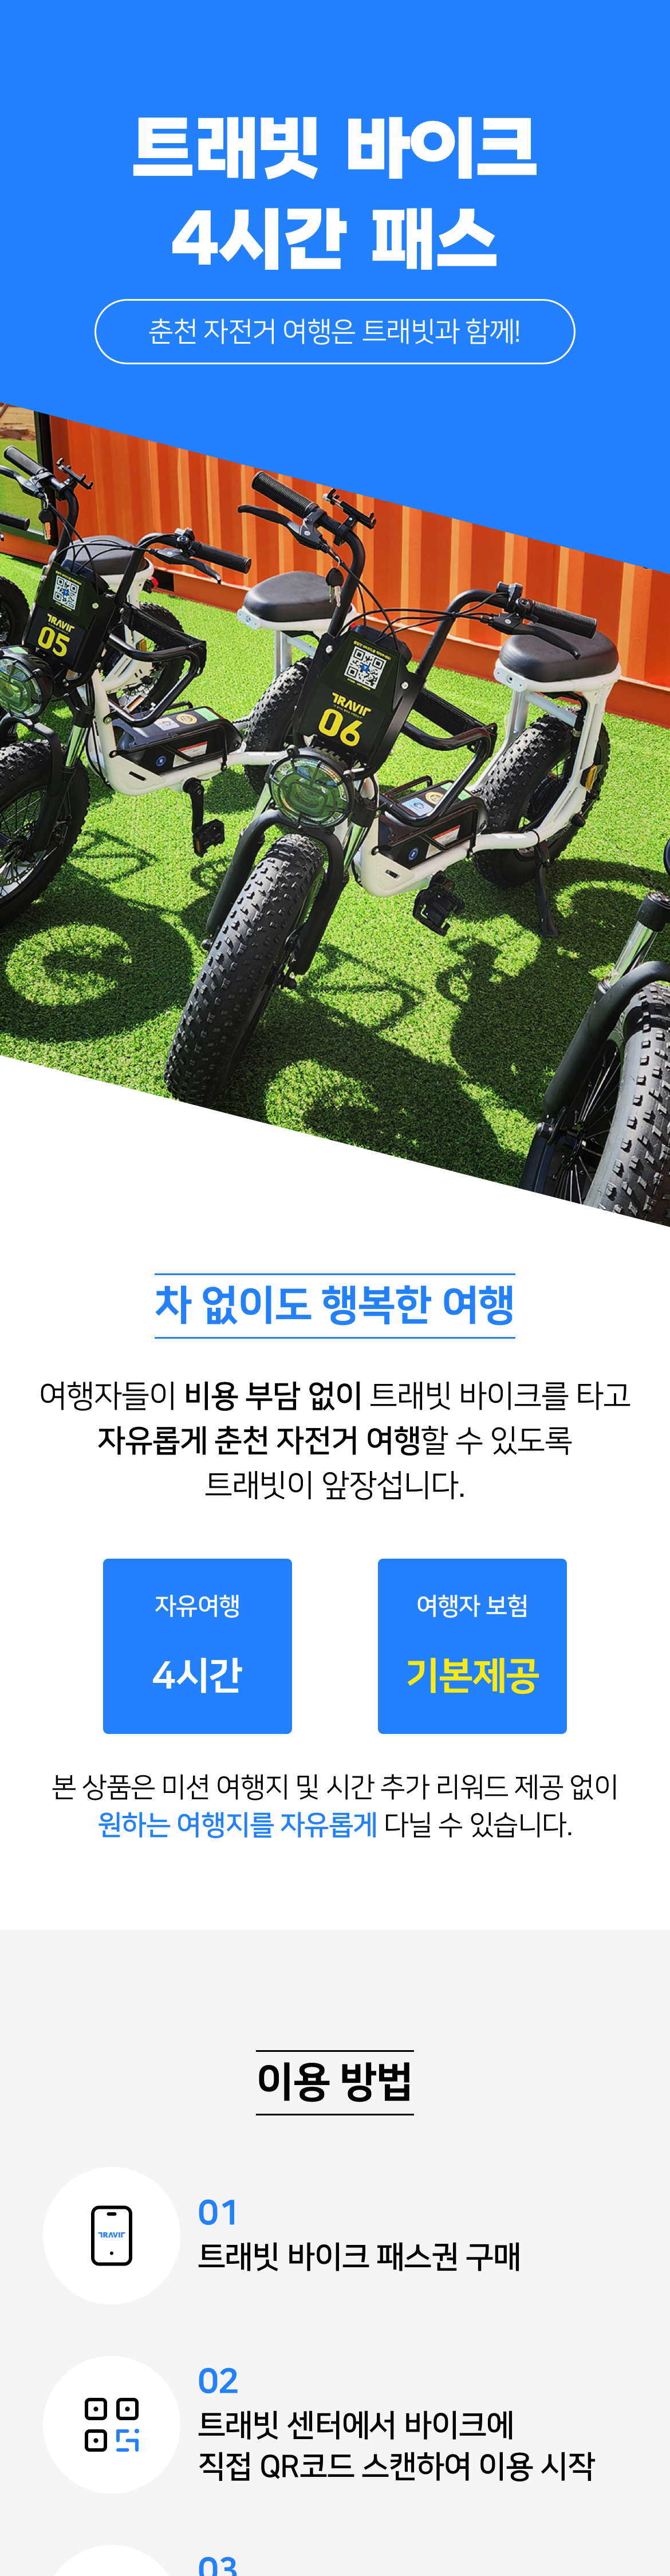 트래빗 바이크
4시간 패스
춘천 자전거 여행은 트래빗과 함께!
TRAVIT
05
TRAVIT
06
차 없이도 행복한 여행
여행자들이 비용 부담 없이 트래빗 바이크를 타고
자유롭게 춘천 자전거 여행할 수 있도록
트래빗이 앞장섭니다.
자유여행
4시간
여행자 보험
기본제공
본 상품은 미션 여행지 및 시간 추가 리워드 제공 없이
원하는 여행지를 자유롭게 다닐 수 있습니다.
이용 방법
TRAVIT
01
트래빗 바이크 패스권 구매
02
트래빗 센터에서 바이크에
직접 QR코드 스캔하여 이용 시작
03